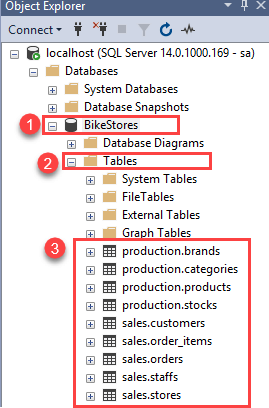 Object Explorer
Connect
localhost (SQL Server 14.0.1000.169 - sa)
Databases
System Databases
Database Snapshots
1 BikeStores
Database Diagrams
2 Tables
System Tables
FileTables
External Tables
Graph Tables
3 production.brands
production.categories
production.products
production.stocks
sales.customers
sales.order_items
sales.orders
sales.staffs
sales.stores